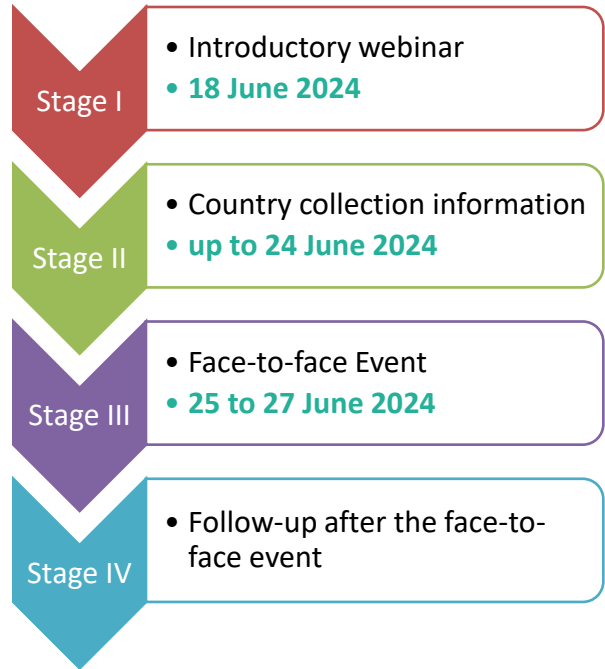 Stage I
• Introductory webinar
• 18 June 2024
Stage II
• Country collection information
• up to 24 June 2024
Stage III
• Face-to-face Event
• 25 to 27 June 2024
Stage IV
• Follow-up after the face-to-
face event